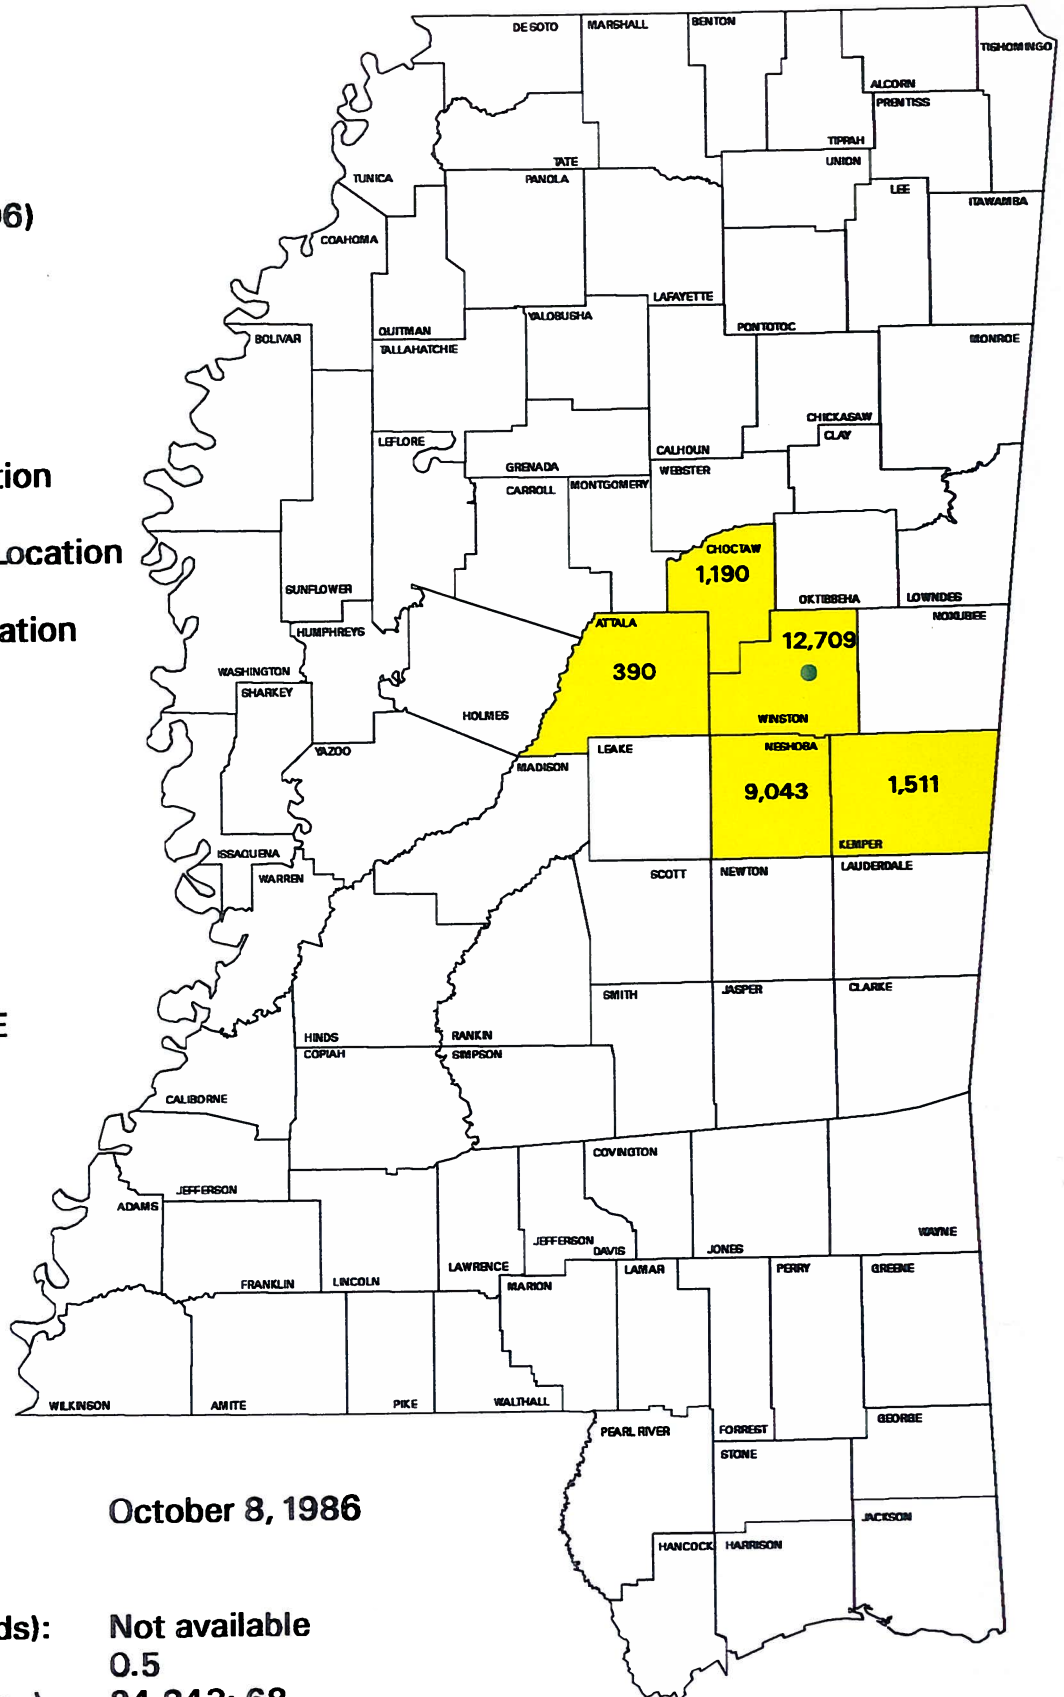 DE SOTO
MARSHALL
BENTON
TISHOMINGO
ALCORN
PRENTISS
TIPPAH
TATE
UNION
TUNICA
PANOLA
LEE
ITAWAMBA
6)
COAHOMA
LAFAYETTE
YALOBUSHA
PONTOTOC
QUITMAN
BOLIVAR
MONROE
TALLAHATCHIE
CHICKASAW
CLAY
LEFLORE
CALHOUN
GRENADA
WEBSTER
tion
CARROLL
MONTGOMERY
Location
CHOCTAW
1,190
SUNFLOWER
OKTIBBEHA
LOWNDES
NOXUBEE
ation
HUMPHREYS
ATTALA
12,709
WASHINGTON
390
SHARKEY
HOLMES
WINSTON
YAZOO
LEAKE
NESHOBA
MADISON
9,043
1,511
KEMPER
ISSAQUENA
WARREN
SCOTT
NEWTON
LAUDERDALE
SMITH
JASPER
CLARKE
E
HINDS
RANKIN
COPIAH
SIMPSON
CALIBORNE
COVINGTON
JEFFERSON
ADAMS
JEFFERSON
DAVIS
JONES
WAYNE
LAWRENCE
LAMAR
PERRY
GREENE
FRANKLIN
LINCOLN
MARION
WILKINSON
AMITE
PIKE
WALTHALL
PEARL RIVER
FORREST
GEORGE
STONE
October 8, 1986
JACKSON
HANCOCK
HARRISON
ds): Not available
0.5